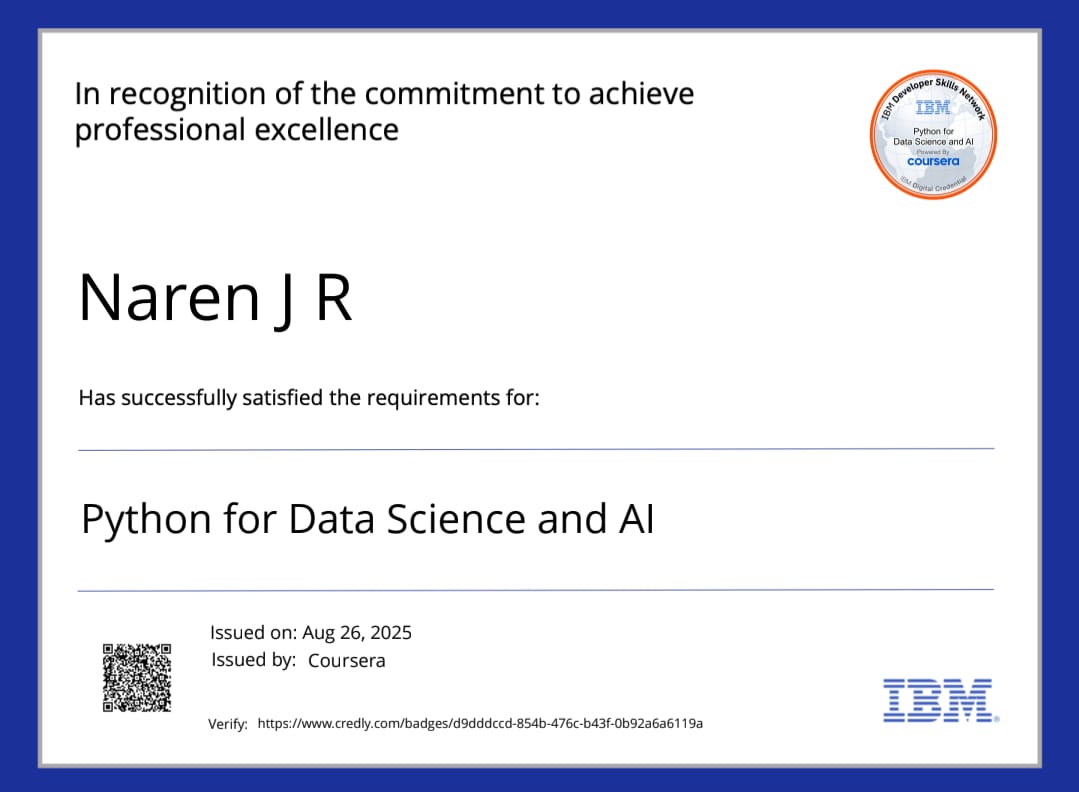 In recognition of the commitment to achieve
professional excellence
IBM Developer Skills Network
IBM
Python for
Data Science and AI
Powered By
coursera
IBM Digital Credential
Naren J R
Has successfully satisfied the requirements for:
Python for Data Science and AI
Issued on: Aug 26, 2025
Issued by: Coursera
Verify: https://www.credly.com/badges/d9dddccd-854b-476c-b43f-0b92a6a6119a
IBM®